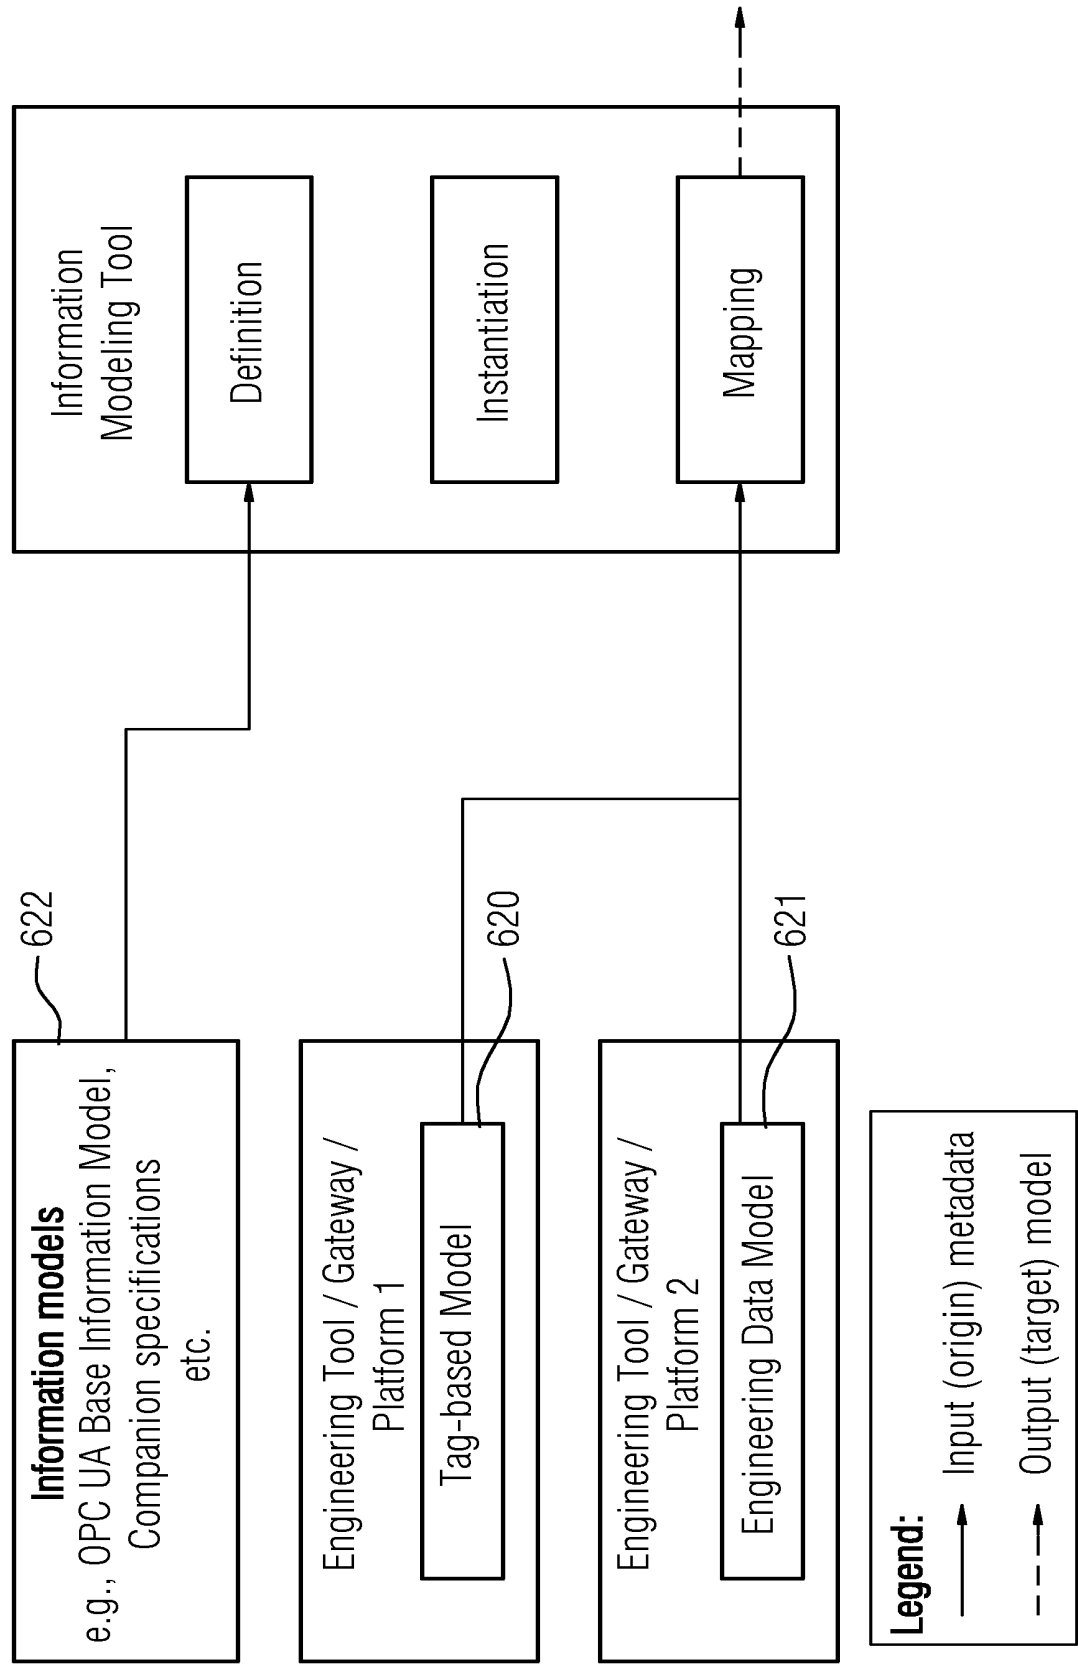 Information models
e.g., OPC UA Base Information Model,
Companion specifications
etc.
622
Engineering Tool / Gateway /
Platform 1
Tag-based Model
620
Engineering Tool / Gateway /
Platform 2
Engineering Data Model
621
Information
Modeling Tool
Definition
Instantiation
Mapping
Legend:
Input (origin) metadata
Output (target) model